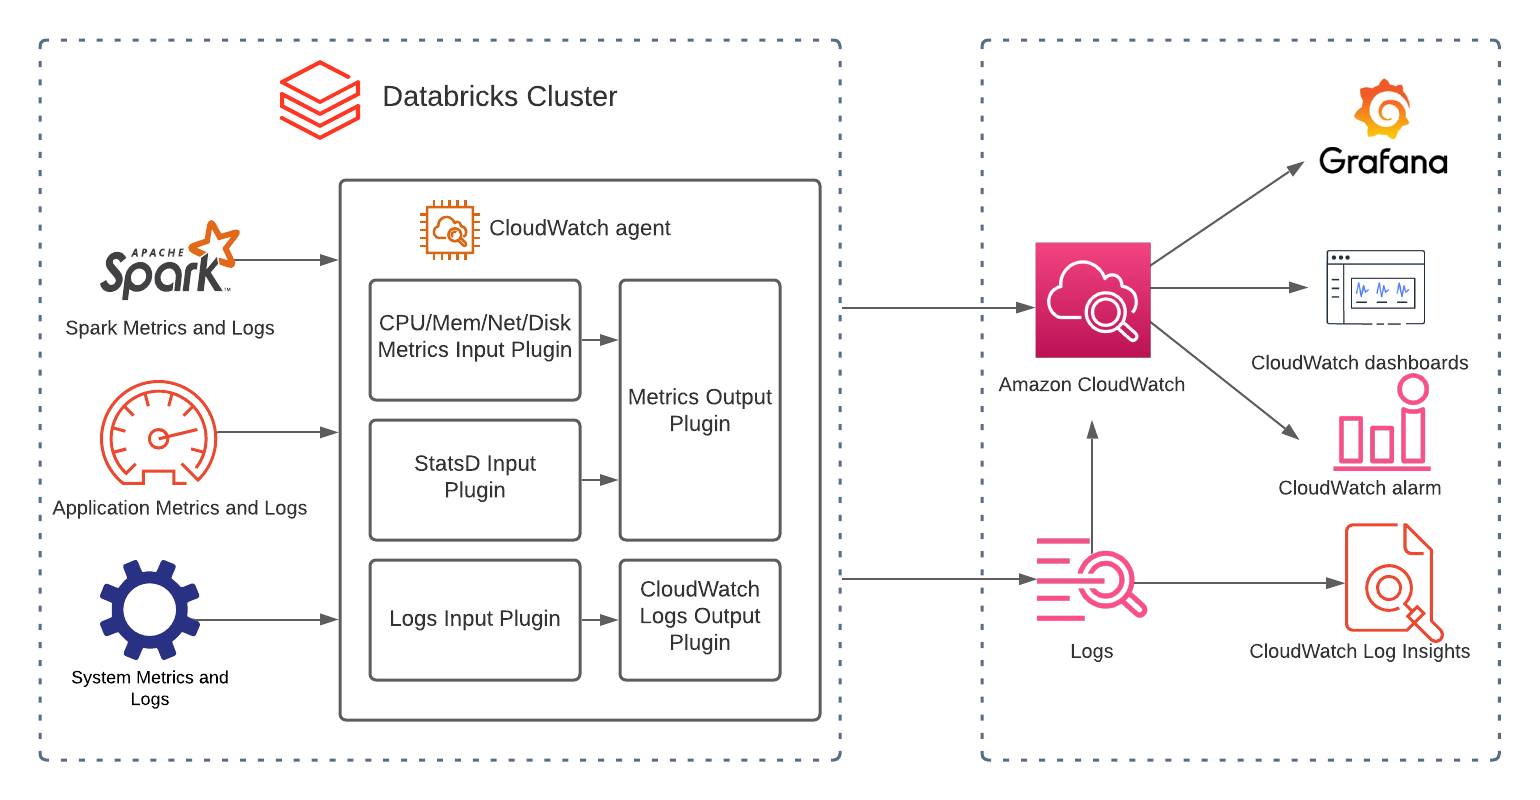 Databricks Cluster
CloudWatch agent
APACHE
Spark™
Spark Metrics and Logs
Application Metrics and Logs
System Metrics and
Logs
CPU/Mem/Net/Disk
Metrics Input Plugin
StatsD Input
Plugin
Logs Input Plugin
Metrics Output
Plugin
CloudWatch
Logs Output
Plugin
Amazon CloudWatch
Logs
Grafana
CloudWatch dashboards
CloudWatch alarm
CloudWatch Log Insights